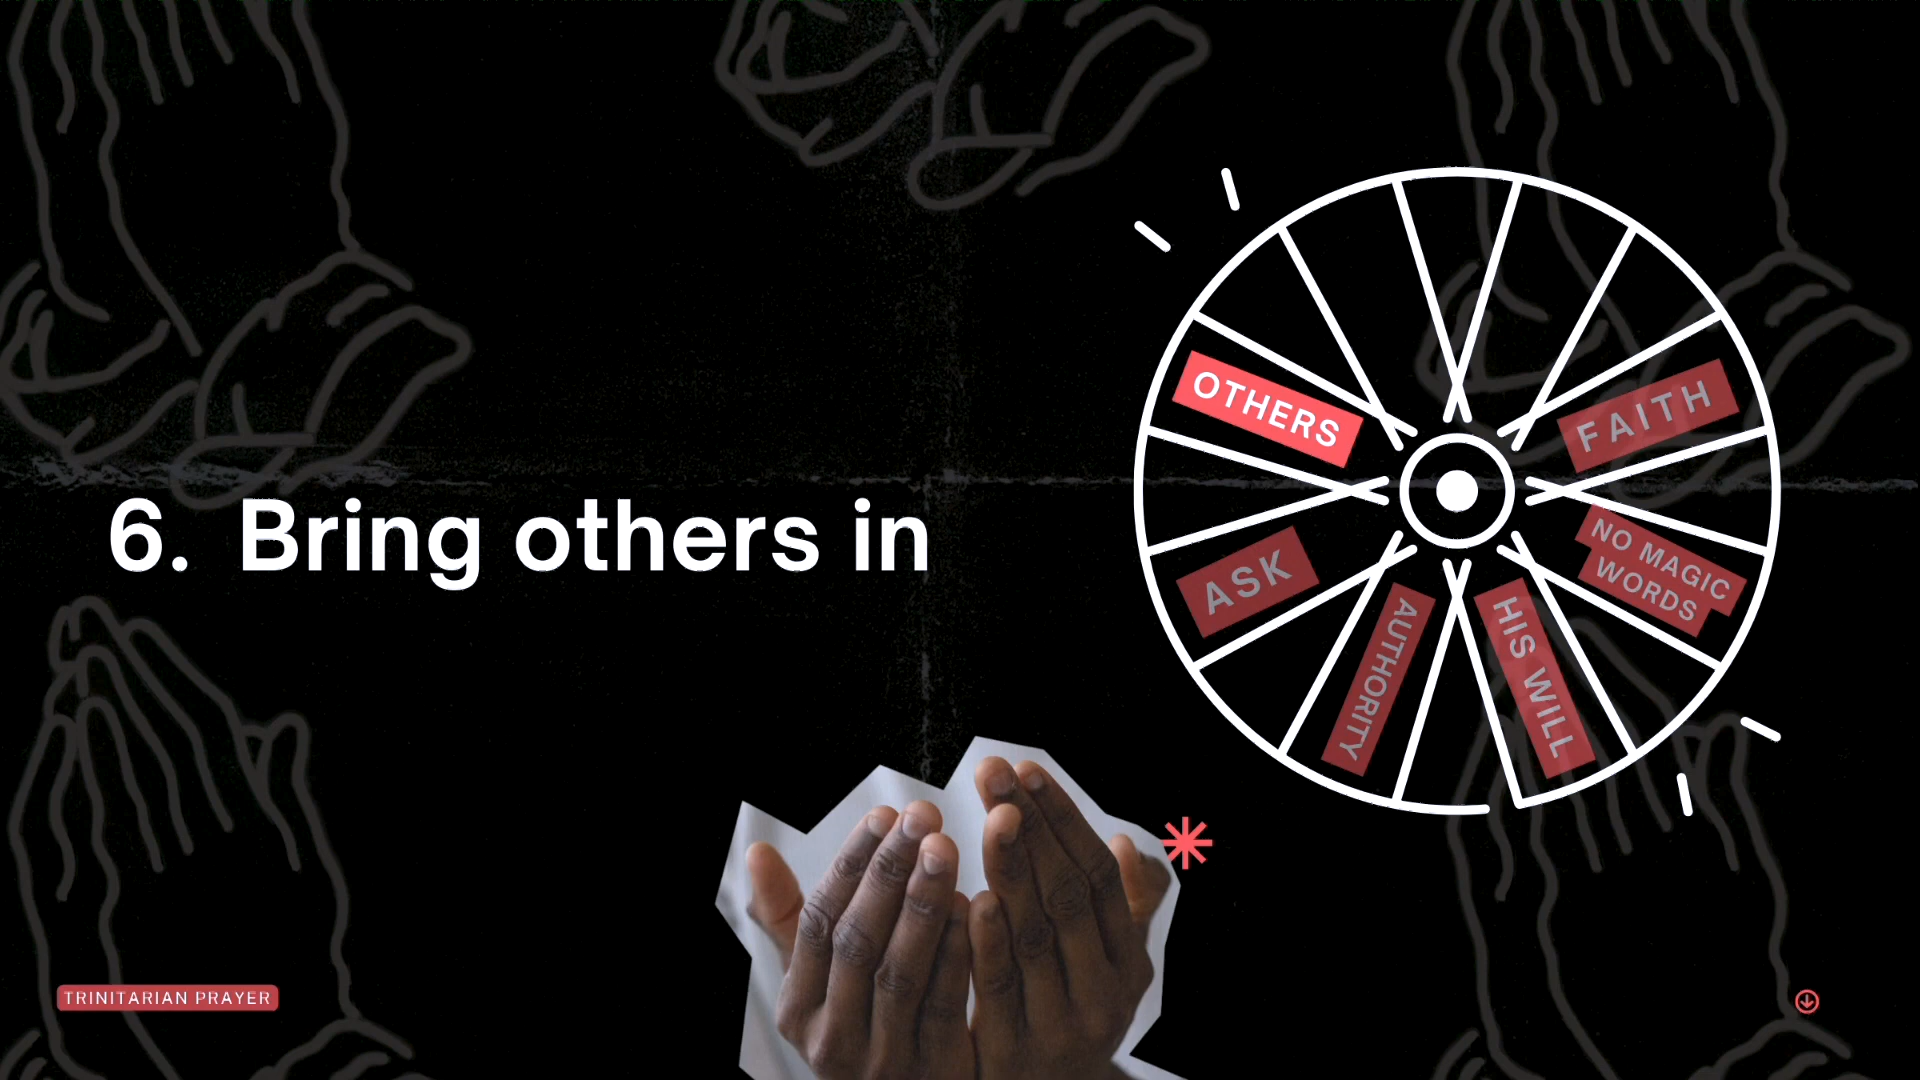 6. Bring others in
OTHERS
FAITH
NO MAGIC
WORDS
HIS WILL
AUTHORITY
ASK
TRINITARIAN PRAYER